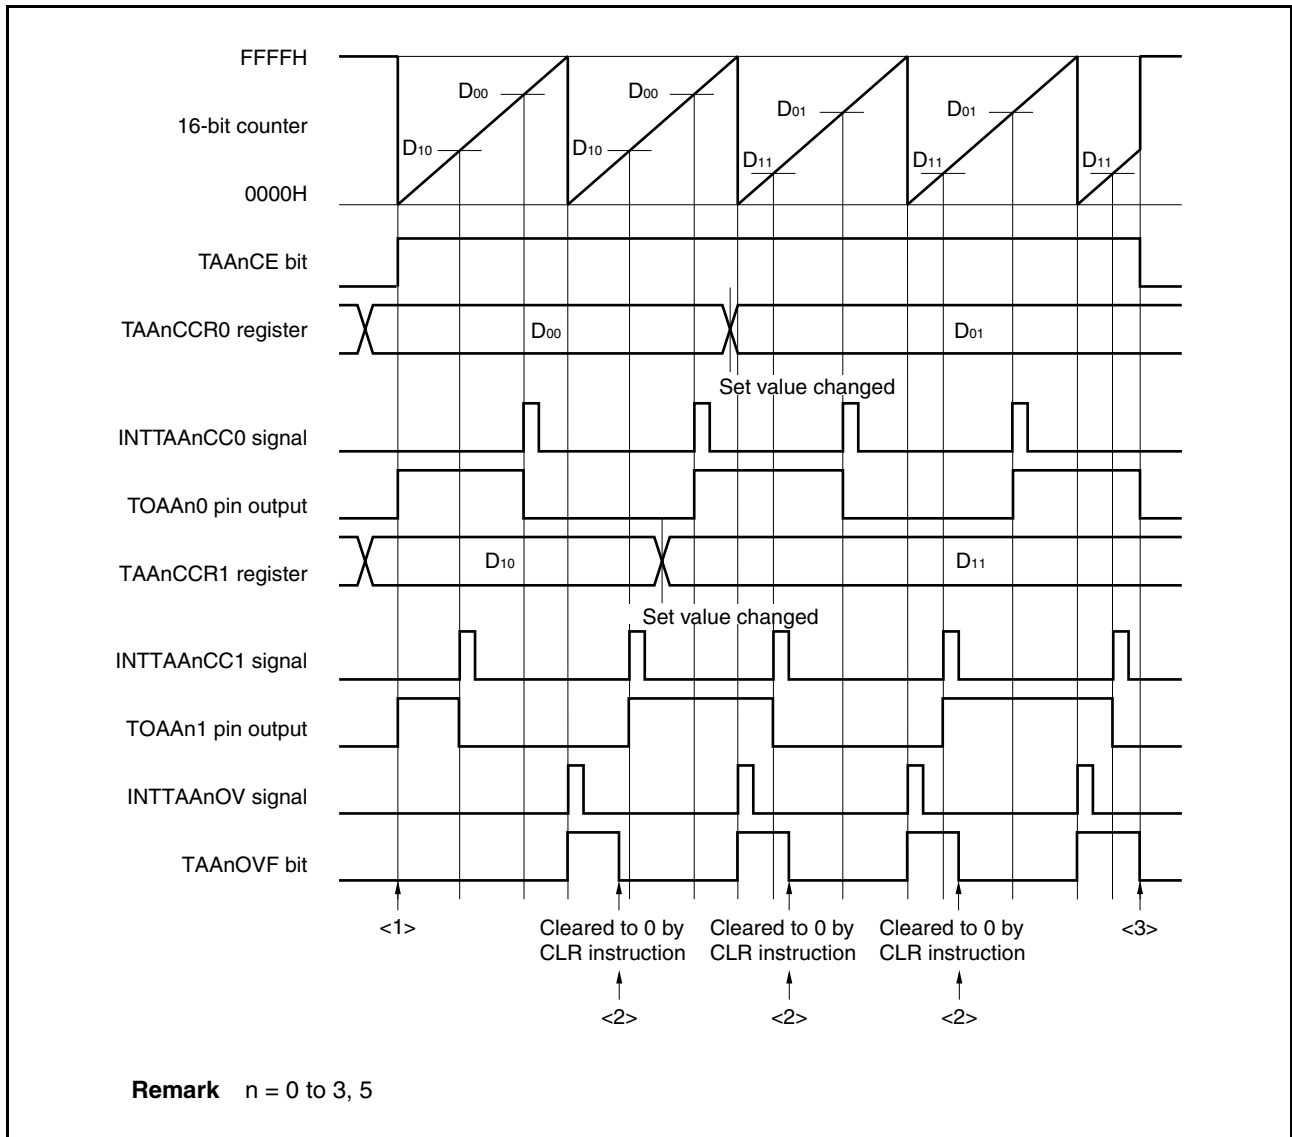 FFFFH
D00
D00
D01
D01
16-bit counter
D10
D10
D11
D11
D11
0000H
TAAnCE bit
TAAnCCR0 register
D00
D01
Set value changed
INTTAAnCC0 signal
TOAAn0 pin output
TAAnCCR1 register
D10
D11
Set value changed
INTTAAnCC1 signal
TOAAn1 pin output
INTTAAnOV signal
TAAnOVF bit
<1>
Cleared to 0 by
CLR instruction
Cleared to 0 by
CLR instruction
Cleared to 0 by
CLR instruction
<3>
<2>
<2>
<2>
Remark n = 0 to 3, 5